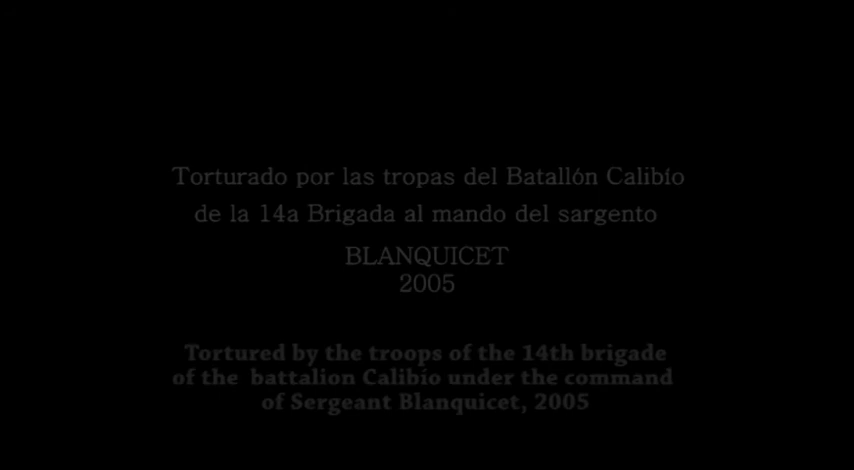 Torturado por las tropas del Batallón Calibío
de la 14a Brigada al mando del sargento
BLANQUICET
2005
Tortured by the troops of the 14th brigade
of the battalion Calibío under the command
of Sergeant Blanquicet, 2005